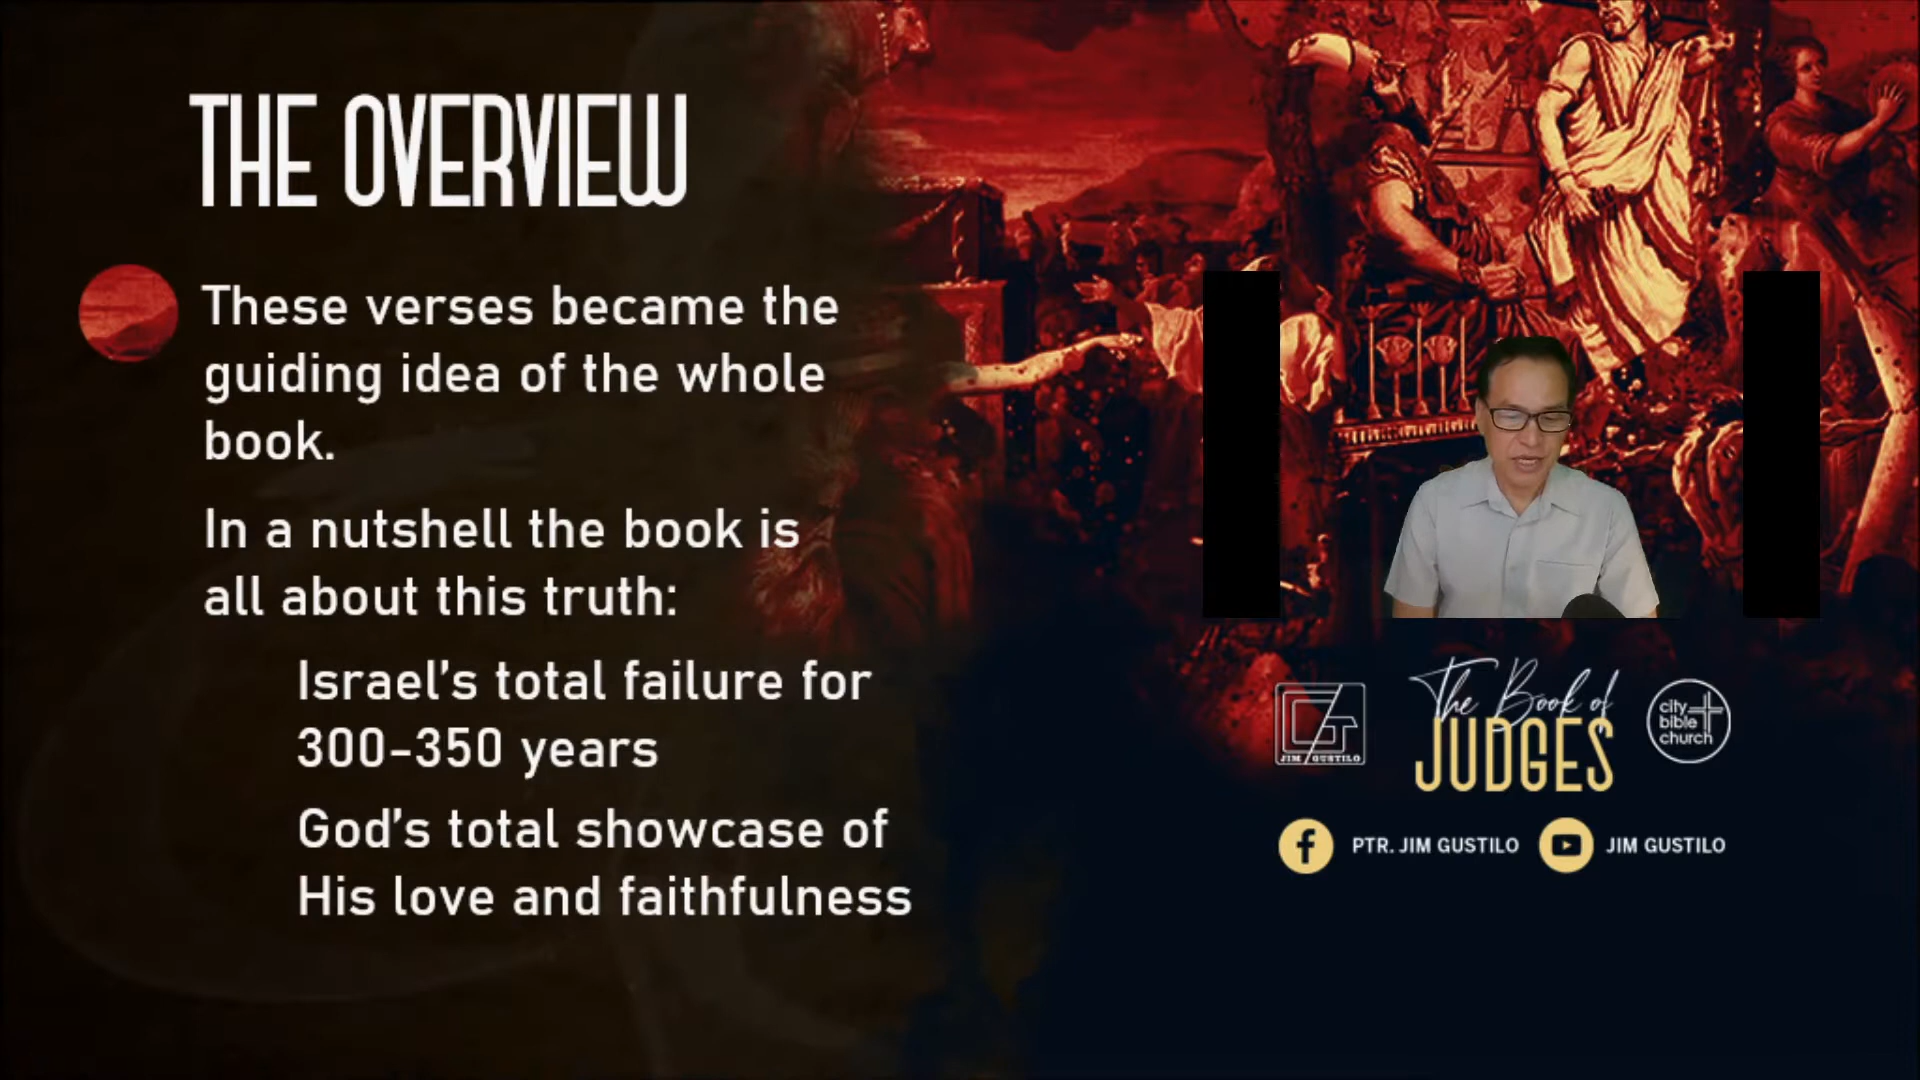 THE OVERVIEW
These verses became the
guiding idea of the whole
book.
In a nutshell the book is
all about this truth:
Israel's total failure for
300-350 years
God's total showcase of
His love and faithfulness
JIM GUSTILO
The Book of
JUDGES
city
bible
church
PTR. JIM GUSTILO
JIM GUSTILO